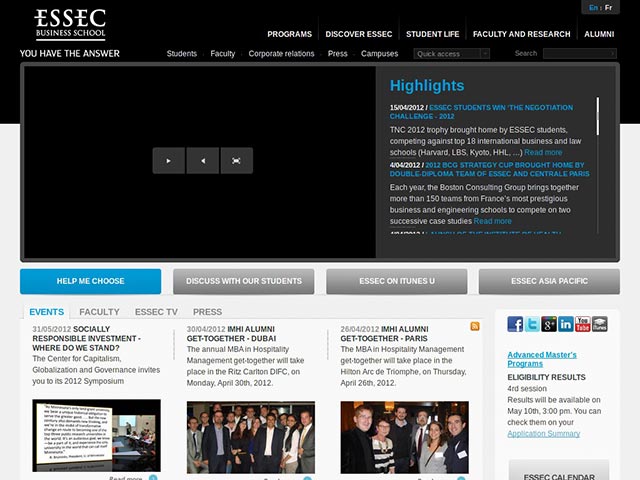 En : Fr
ESSEC
BUSINESS SCHOOL
YOU HAVE THE ANSWER
PROGRAMS DISCOVER ESSEC STUDENT LIFE FACULTY AND RESEARCH ALUMNI
Students Faculty Corporate relations Press Campuses Quick access Search
Highlights
15/04/2012 / ESSEC STUDENTS WIN 'THE NEGOTIATION
CHALLENGE - 2012
TNC 2012 trophy brought home by ESSEC students,
competing against top 18 international business and law
schools (Harvard, LBS, Kyoto, HHL, …) Read more
4/04/2012 / 2012 BCG STRATEGY CUP BROUGHT HOME BY
DOUBLE-DIPLOMA TEAM OF ESSEC AND CENTRALE PARIS
Each year, the Boston Consulting Group brings together
more than 150 teams from France's most prestigious
business and engineering schools to compete on two
successive case studies Read more
4/04/2012 / LAUNCH OF THE INSTITUTE OF HEALTH
HELP ME CHOOSE
DISCUSS WITH OUR STUDENTS
ESSEC ON ITUNES U
ESSEC ASIA PACIFIC
EVENTS FACULTY ESSEC TV PRESS
31/05/2012 SOCIALLY
RESPONSIBLE INVESTMENT -
WHERE DO WE STAND?
The Center for Capitalism,
Globalization and Governance invites
you to its 2012 Symposium
Read more
30/04/2012 IMHI ALUMNI
GET-TOGETHER - DUBAI
The annual MBA in Hospitality
Management get-together will take
place in the Ritz Carlton DIFC, on
Monday, April 30th, 2012.
26/04/2012 IMHI ALUMNI
GET-TOGETHER - PARIS
The MBA in Hospitality Management
get-together will take place in the
Hilton Arc de Triomphe, on Thursday,
April 26th, 2012.
You Tube
iTunes
Advanced Master's
Programs
ELIGIBILITY RESULTS
4rd session
Results will be available on
May 10th, 3:00 pm. You can
check them on your
Application Summary
ESSEC CALENDAR